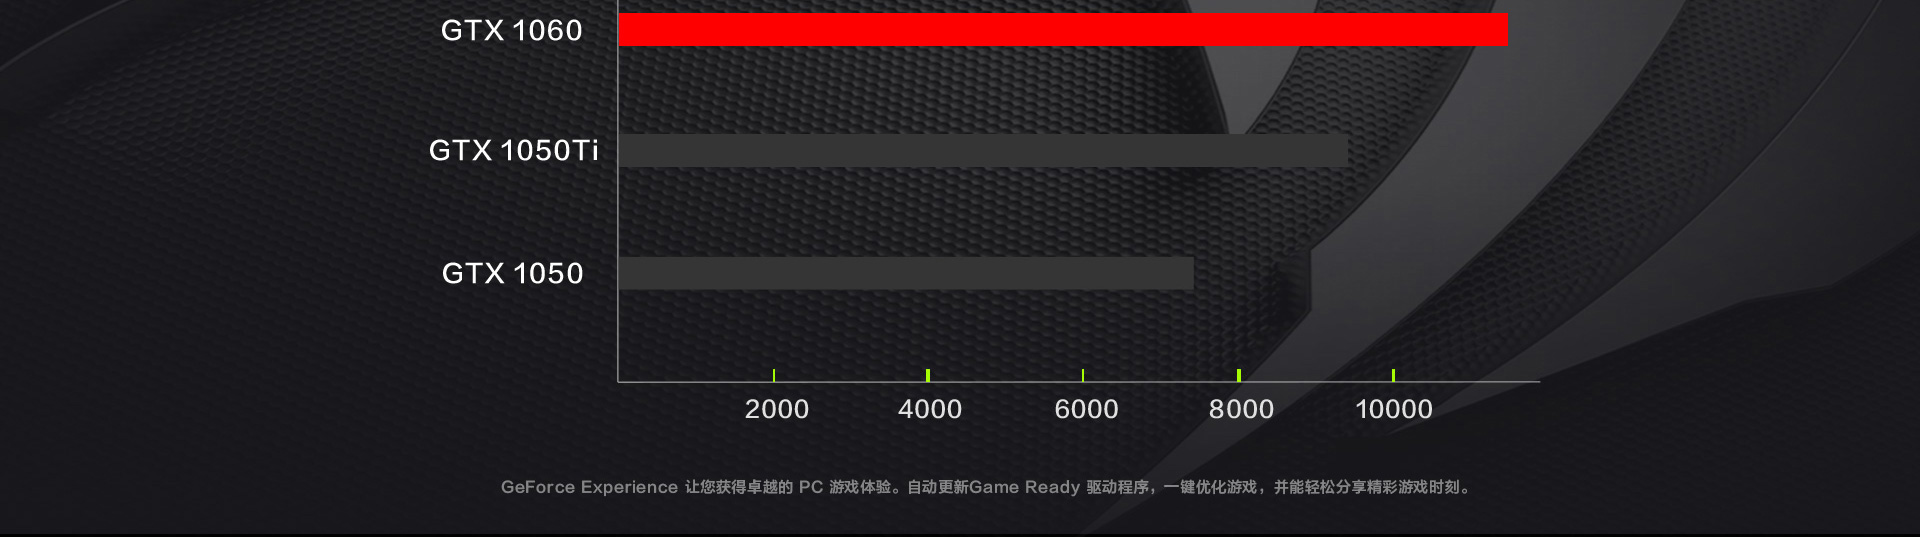 GTX 1060
GTX 1050Ti
GTX 1050
2000 4000 6000 8000 10000
GeForce Experience 让您获得卓越的 PC 游戏体验。自动更新Game Ready 驱动程序，一键优化游戏，并能轻松分享精彩游戏时刻。